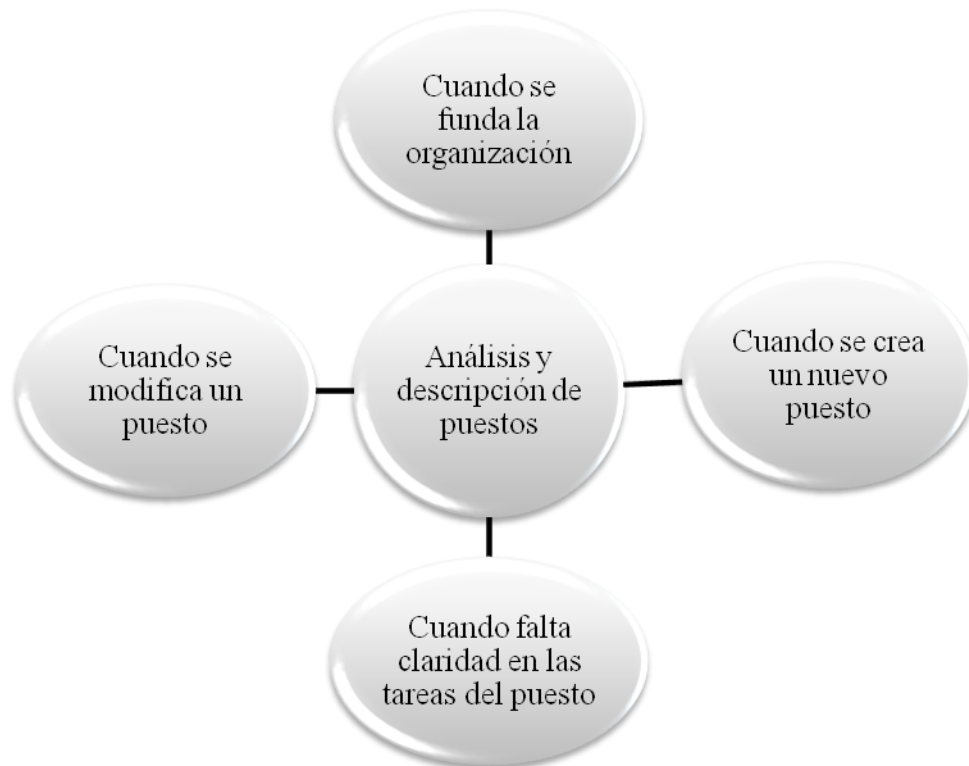 Cuando se
funda la
organización
Cuando se
modifica un
puesto
Análisis y
descripción de
puestos
Cuando se crea
un nuevo
puesto
Cuando falta
claridad en las
tareas del puesto